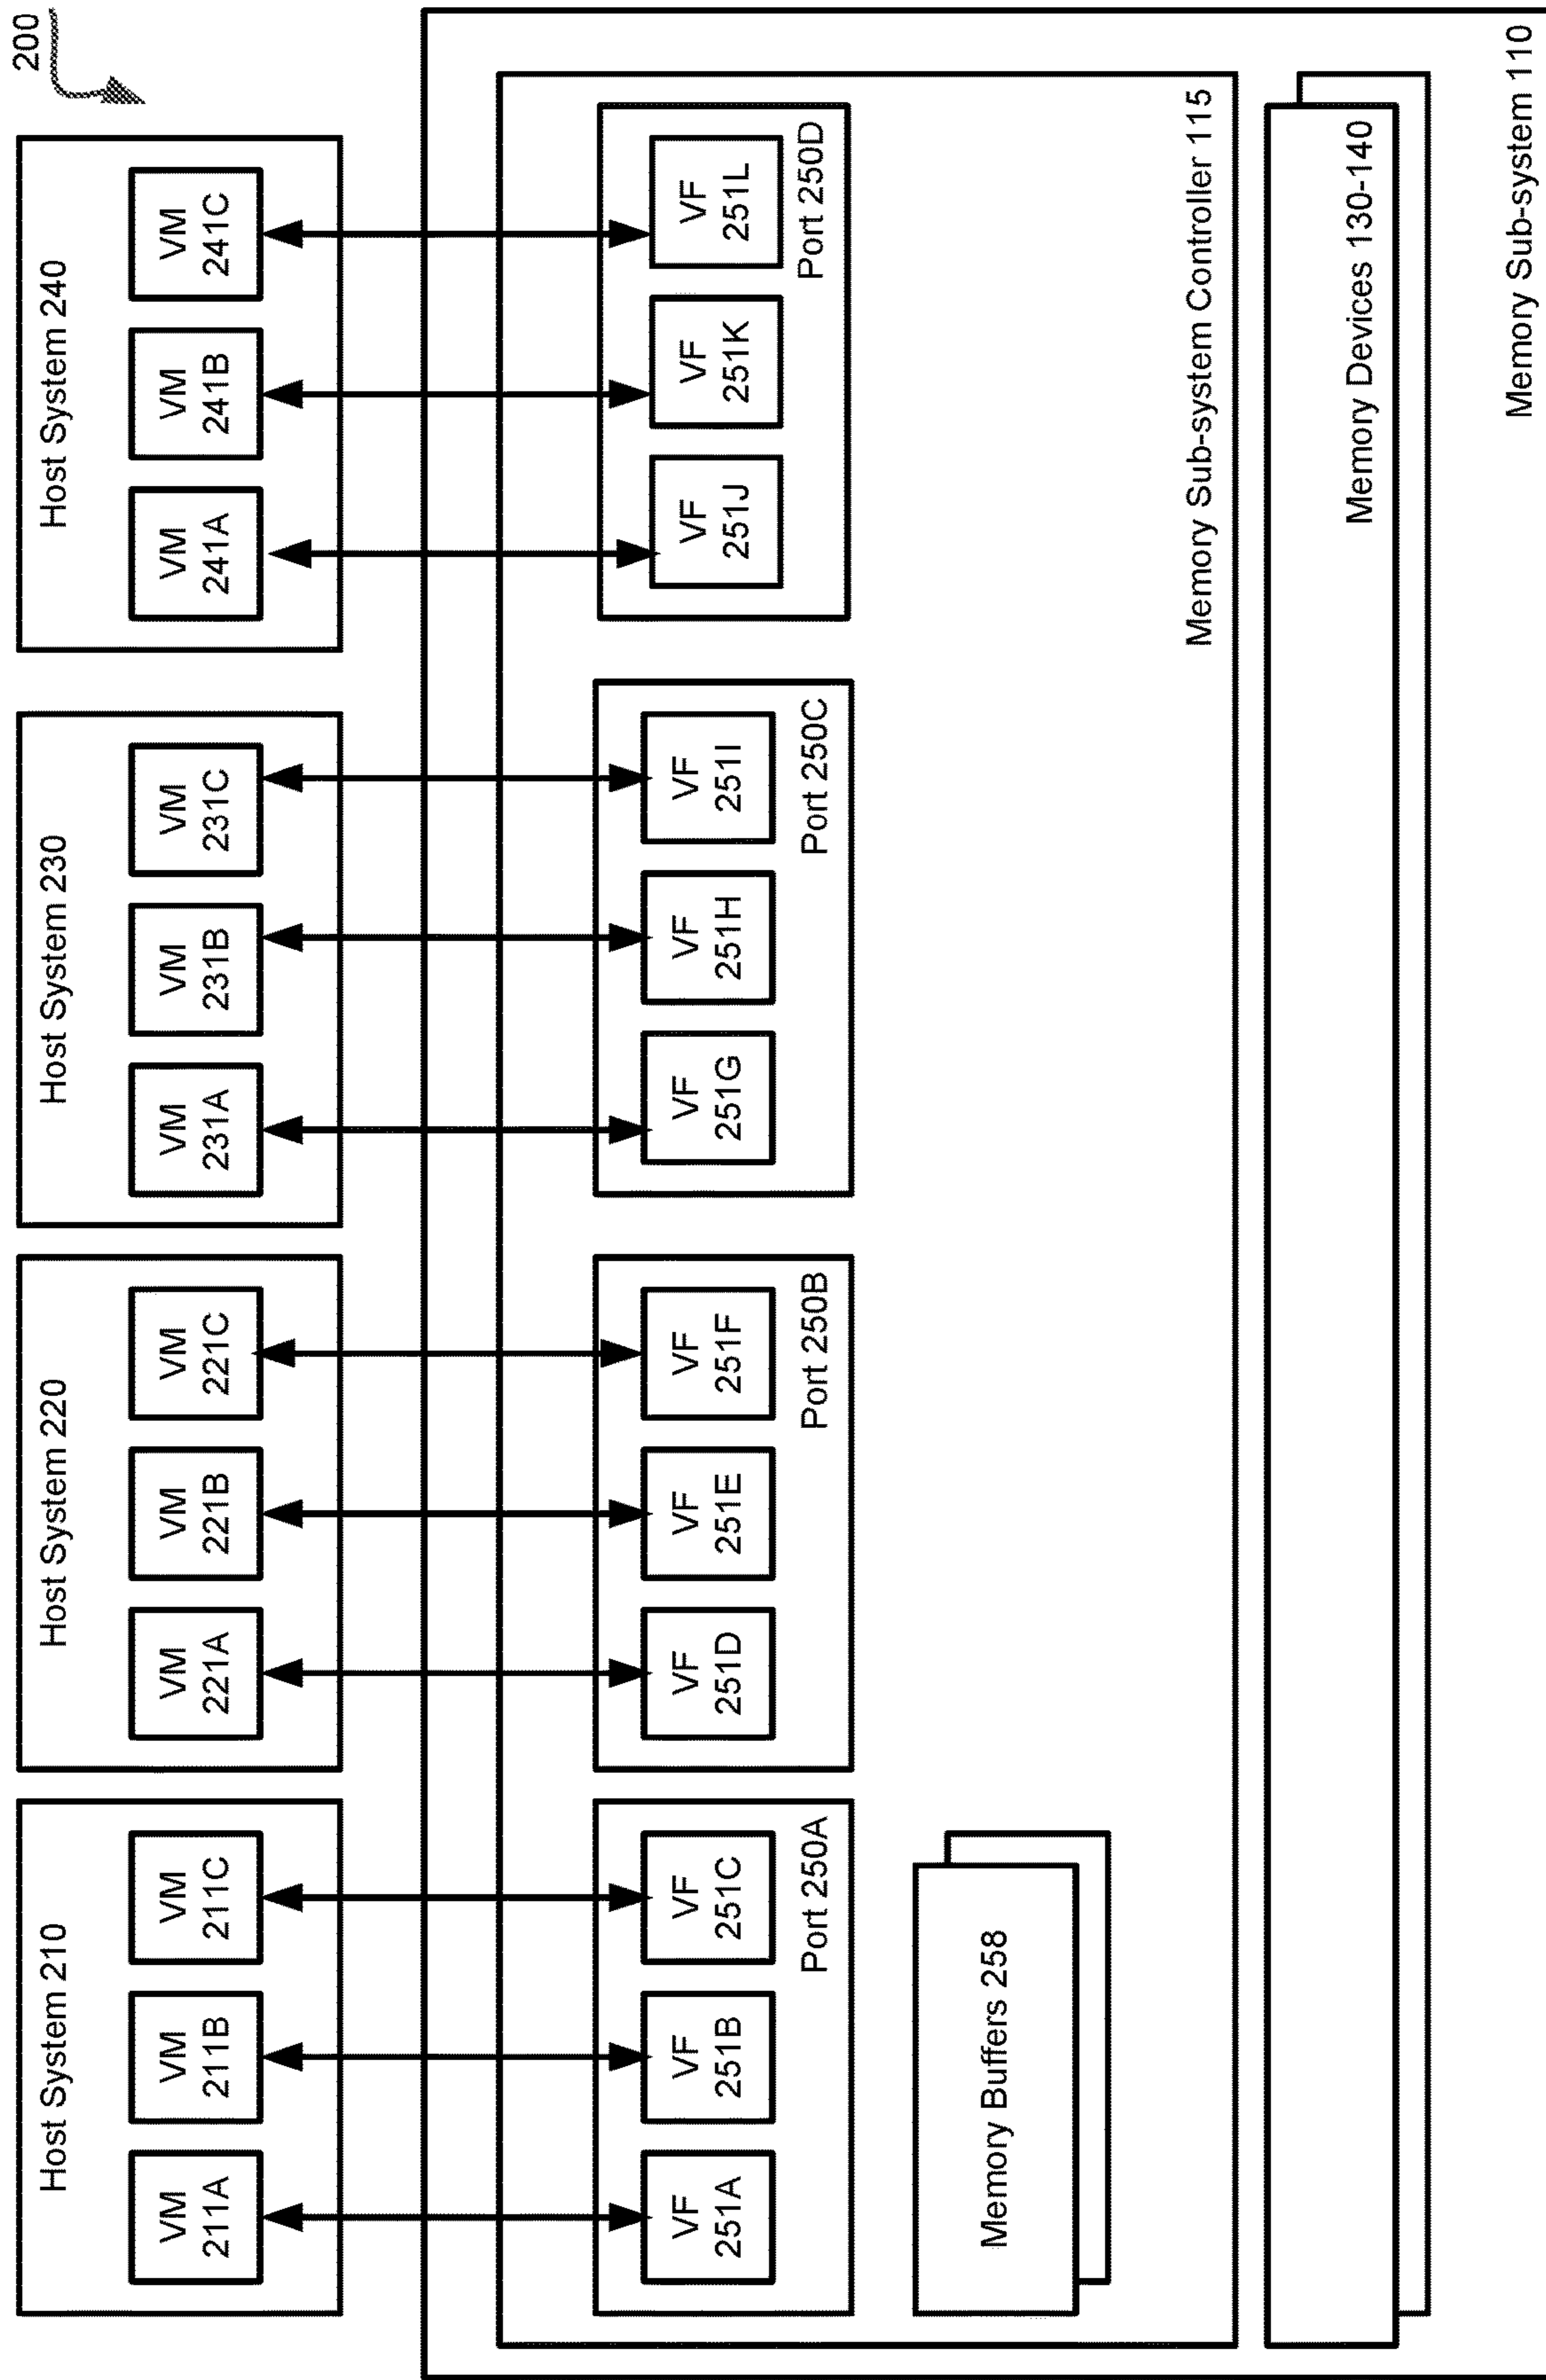 200
Host System 210
VM
211A
VM
211B
VM
211C
Host System 220
VM
221A
VM
221B
VM
221C
Host System 230
VM
231A
VM
231B
VM
231C
Host System 240
VM
241A
VM
241B
VM
241C
VF
251A
VF
251B
VF
251C
Port 250A
VF
251D
VF
251E
VF
251F
Port 250B
VF
251G
VF
251H
VF
251I
Port 250C
VF
251J
VF
251K
VF
251L
Port 250D
Memory Buffers 258
Memory Sub-system Controller 115
Memory Devices 130-140
Memory Sub-system 110